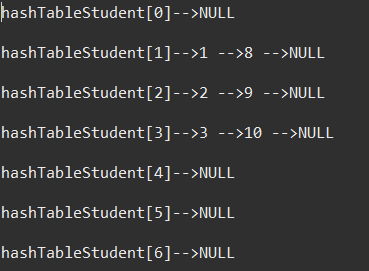 hashTableStudent[0]-->NULL
hashTableStudent[1]-->1 -->8 -->NULL
hashTableStudent[2]-->2 -->9 -->NULL
hashTableStudent[3]-->3 -->10 -->NULL
hashTableStudent[4]-->NULL
hashTableStudent[5]-->NULL
hashTableStudent[6]-->NULL